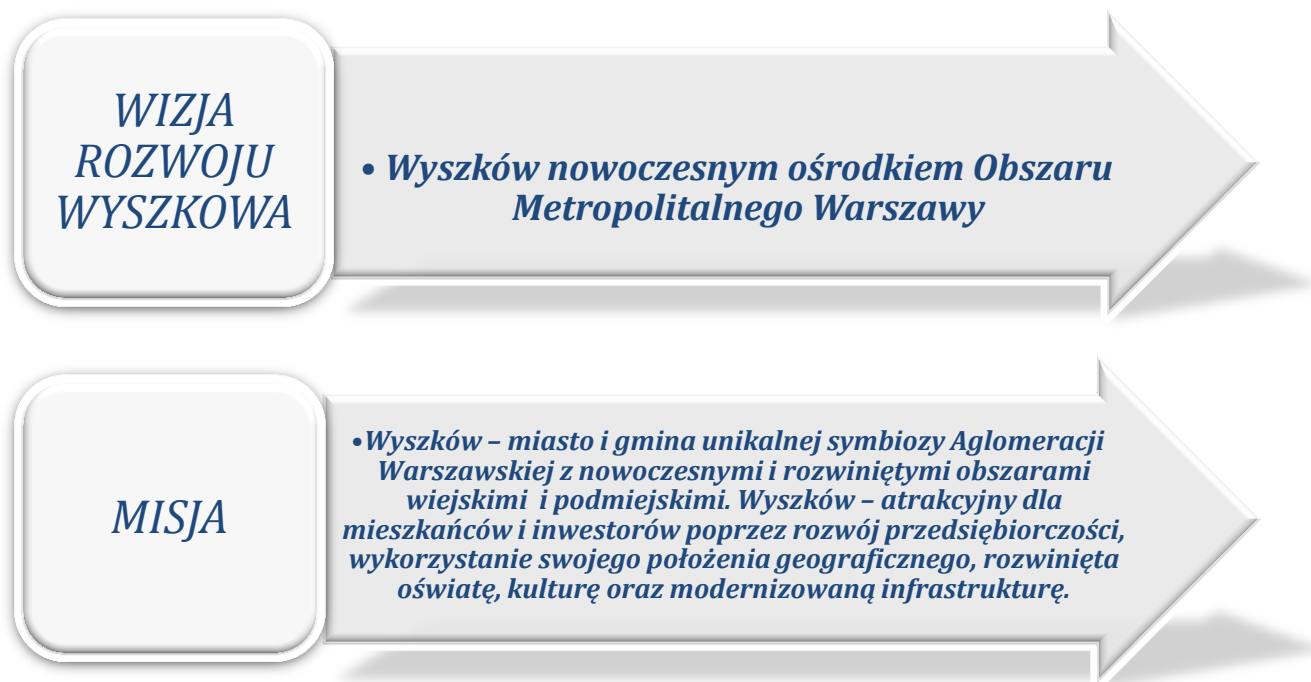 WIZJA
ROZWOJU
WYSZKOWA
• Wyszków nowoczesnym ośrodkiem Obszaru
Metropolitalnego Warszawy
MISJA
•Wyszków – miasto i gmina unikalnej symbiozy Aglomeracji
Warszawskiej z nowoczesnymi i rozwiniętymi obszarami
wiejskimi i podmiejskimi. Wyszków – atrakcyjny dla
mieszkańców i inwestorów poprzez rozwój przedsiębiorczości,
wykorzystanie swojego położenia geograficznego, rozwinięta
oświatę, kulturę oraz modernizowaną infrastrukturę.